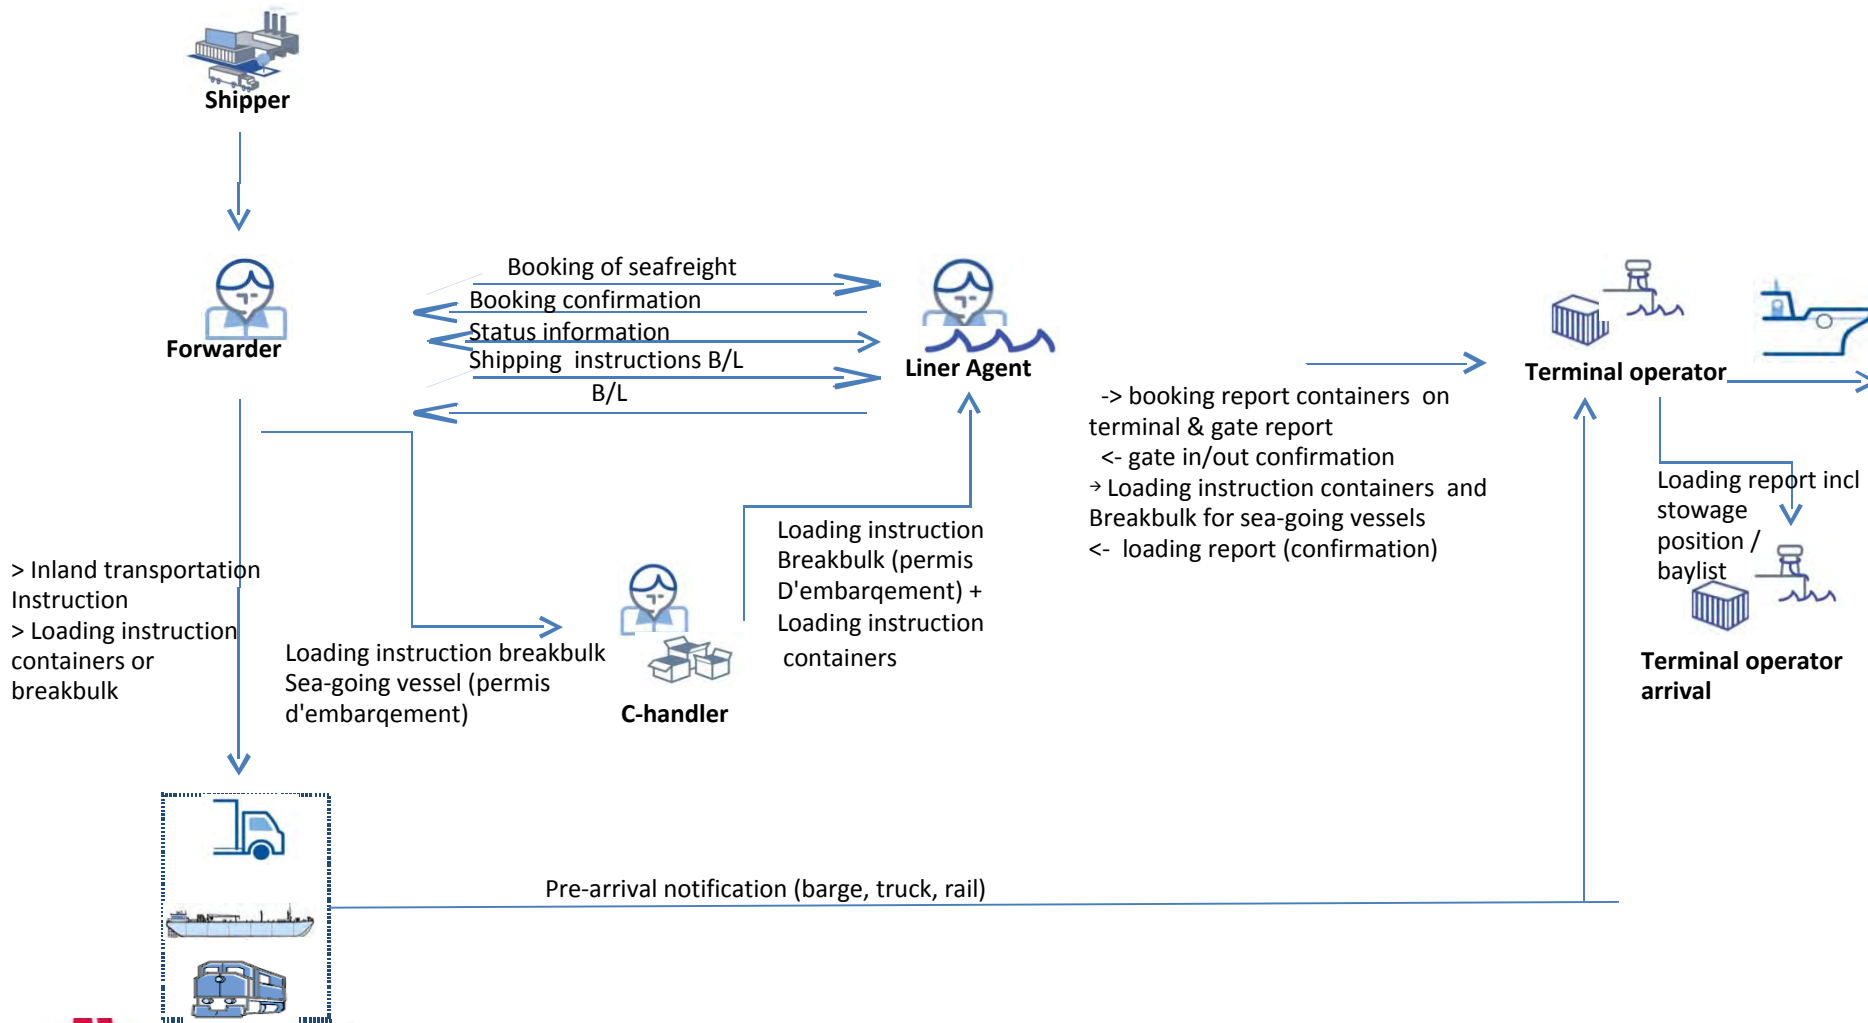 Shipper
Booking of seafreight
Booking confirmation
Status information
Shipping instructions B/L
B/L
Forwarder
Liner Agent
Terminal operator
-> booking report containers on
terminal & gate report
<- gate in/out confirmation
→ Loading instruction containers and
Breakbulk for sea-going vessels
<- loading report (confirmation)
Loading report incl
stowage
position /
baylist
Terminal operator
arrival
> Inland transportation
Instruction
> Loading instruction
containers or
breakbulk
Loading instruction breakbulk
Sea-going vessel (permis
d'embarqement)
C-handler
Loading instruction
Breakbulk (permis
D'embarqement) +
Loading instruction
containers
Pre-arrival notification (barge, truck, rail)